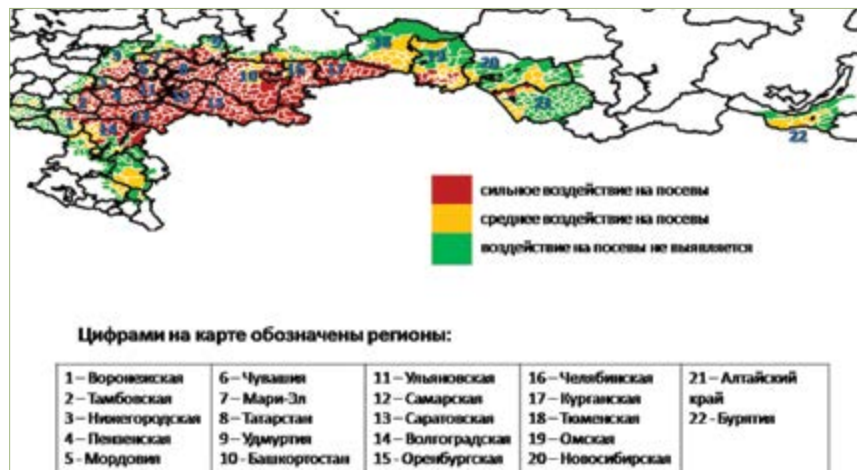 сильное воздействие на посевы
среднее воздействие на посевы
воздействие на посевы не выявляется
Цифрами на карте обозначены регионы:
1 – Воронежская
2 – Тамбовская
3 – Нижегородская
4 – Пензенская
5 - Мордовия
6 – Чувашия
7 – Мари-Эл
8 – Татарстан
9 – Удмуртия
10 - Башкортостан
11 – Ульяновская
12 – Самарская
13 – Саратовская
14 – Волгоградская
15 – Оренбургская
16 – Челябинская
17 – Курганская
18 – Тюменская
19 – Омская
20 – Новосибирская
21 – Алтайский
край
22 - Бурятия